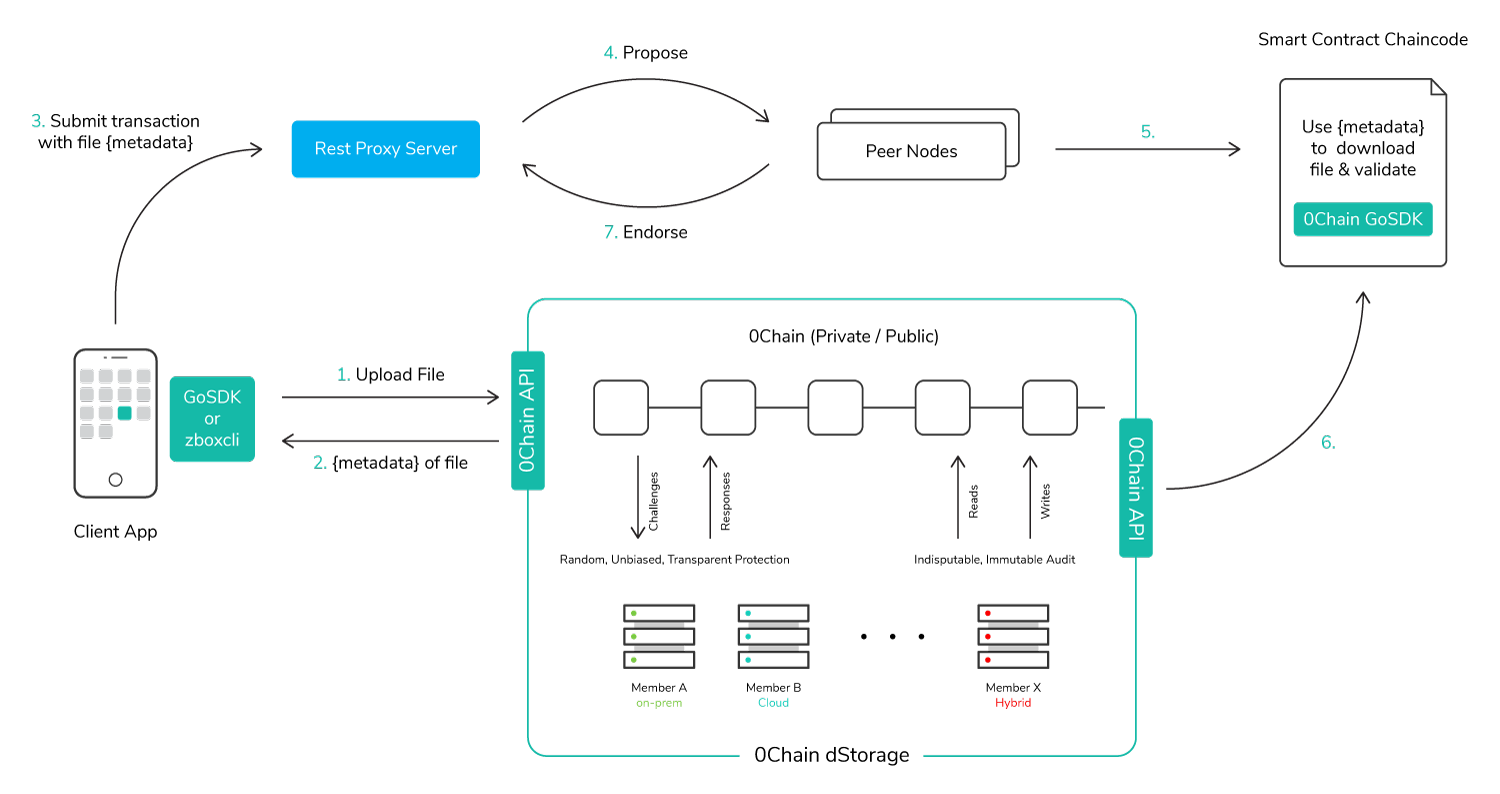 Smart Contract Chaincode
4. Propose
3. Submit transaction
with file {metadata}
Rest Proxy Server
Peer Nodes
5.
Use {metadata}
to download
file & validate
0Chain GoSDK
7. Endorse
0Chain (Private / Public)
1. Upload File
GoSDK
or
zboxcli
2. {metadata} of file
0Chain API
Client App
Challenges
Responses
Reads
Writes
0Chain API
6.
Random, Unbiased, Transparent Protection
Indisputable, Immutable Audit
Member A
on-prem
Member B
Cloud
Member X
Hybrid
0Chain dStorage